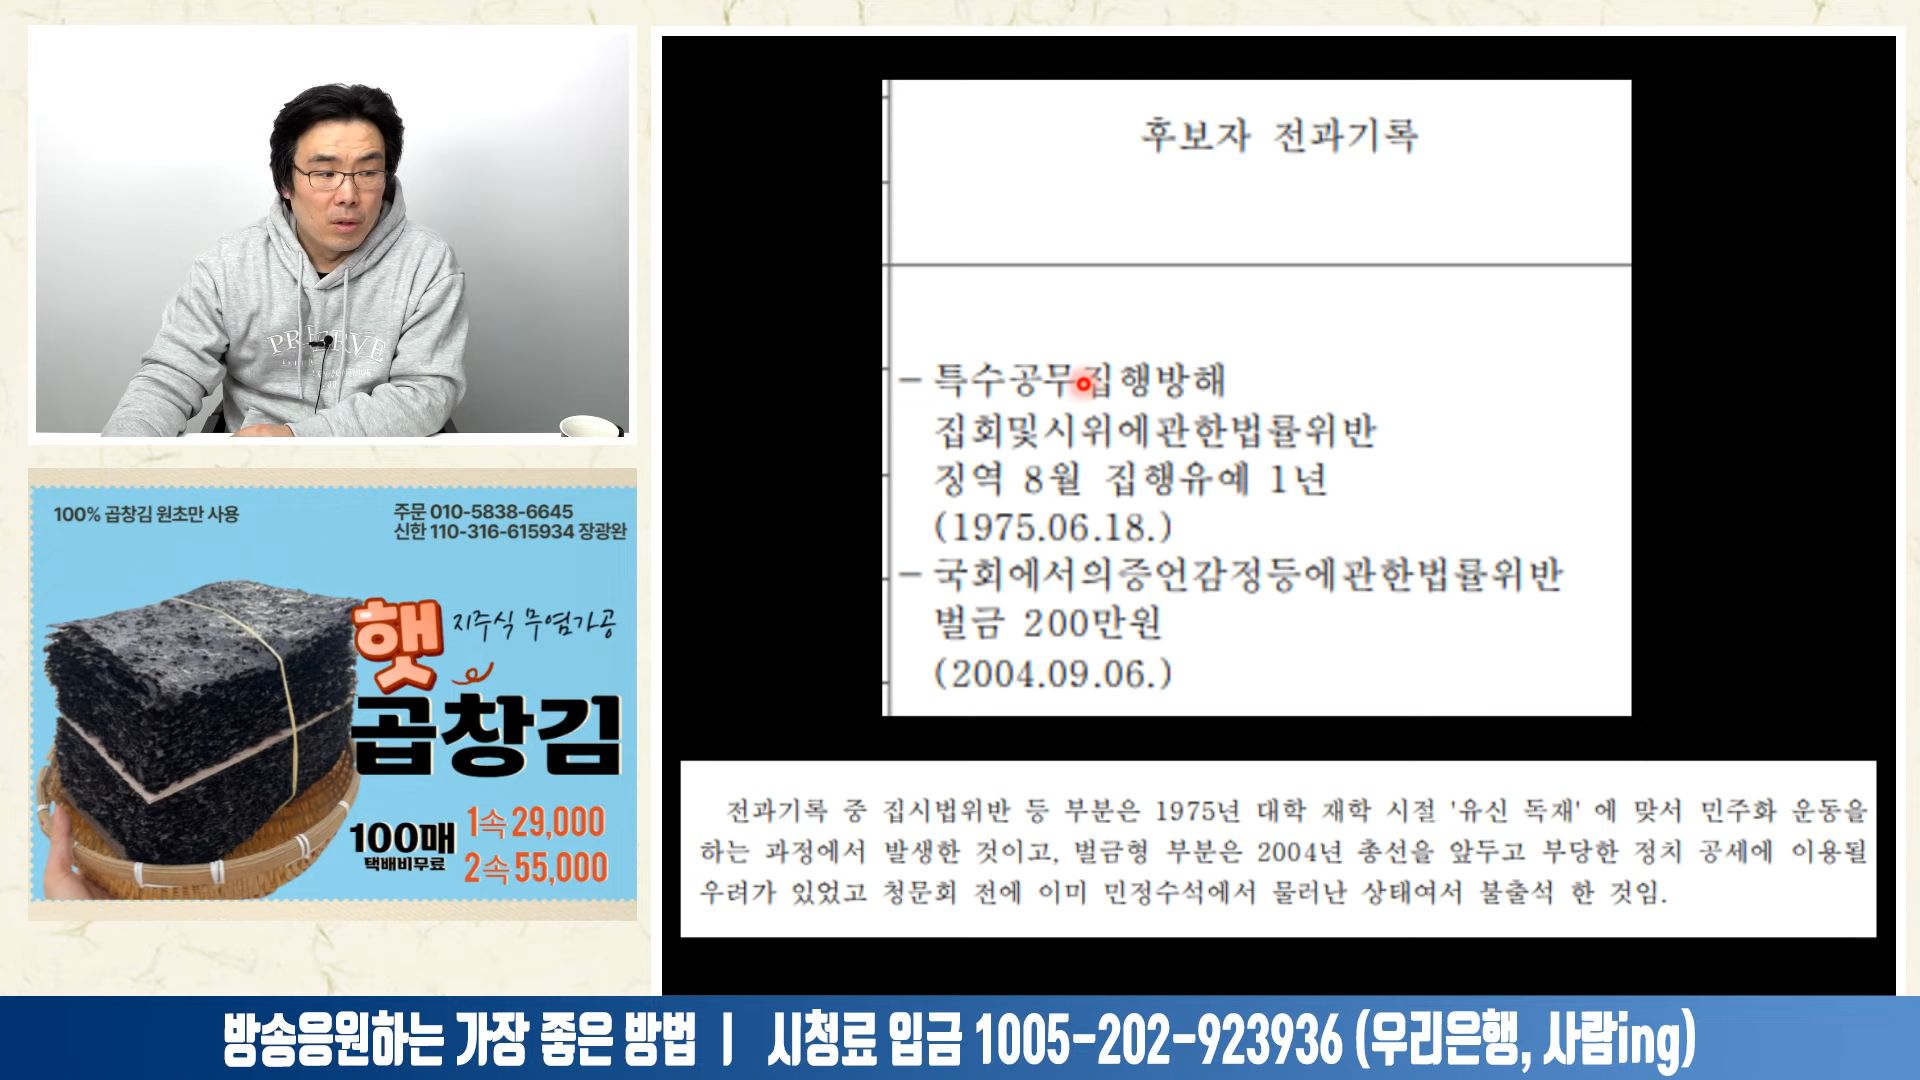 PRESERVE
100% 곱창김 원초만 사용
주문 010-5838-6645
신한 110-316-615934 장광완
햇 지주식 무염가공
곱창김
100매
택배비무료
1속 29,000
2속 55,000
후보자 전과기록
- 특수공무집행방해
집회및시위에관한법률위반
징역 8월 집행유예 1년
(1975.06.18.)
- 국회에서의증언감정등에관한법률위반
벌금 200만원
(2004.09.06.)
전과기록 중 집시법위반 등 부분은 1975년 대학 재학 시절 '유신 독재' 에 맞서 민주화 운동을
하는 과정에서 발생한 것이고, 벌금형 부분은 2004년 총선을 앞두고 부당한 정치 공세에 이용될
우려가 있었고 청문회 전에 이미 민정수석에서 물러난 상태여서 불출석 한 것임.
방송응원하는 가장 좋은 방법 | 시청료 입금 1005-202-923936 (우리은행, 사람ing)